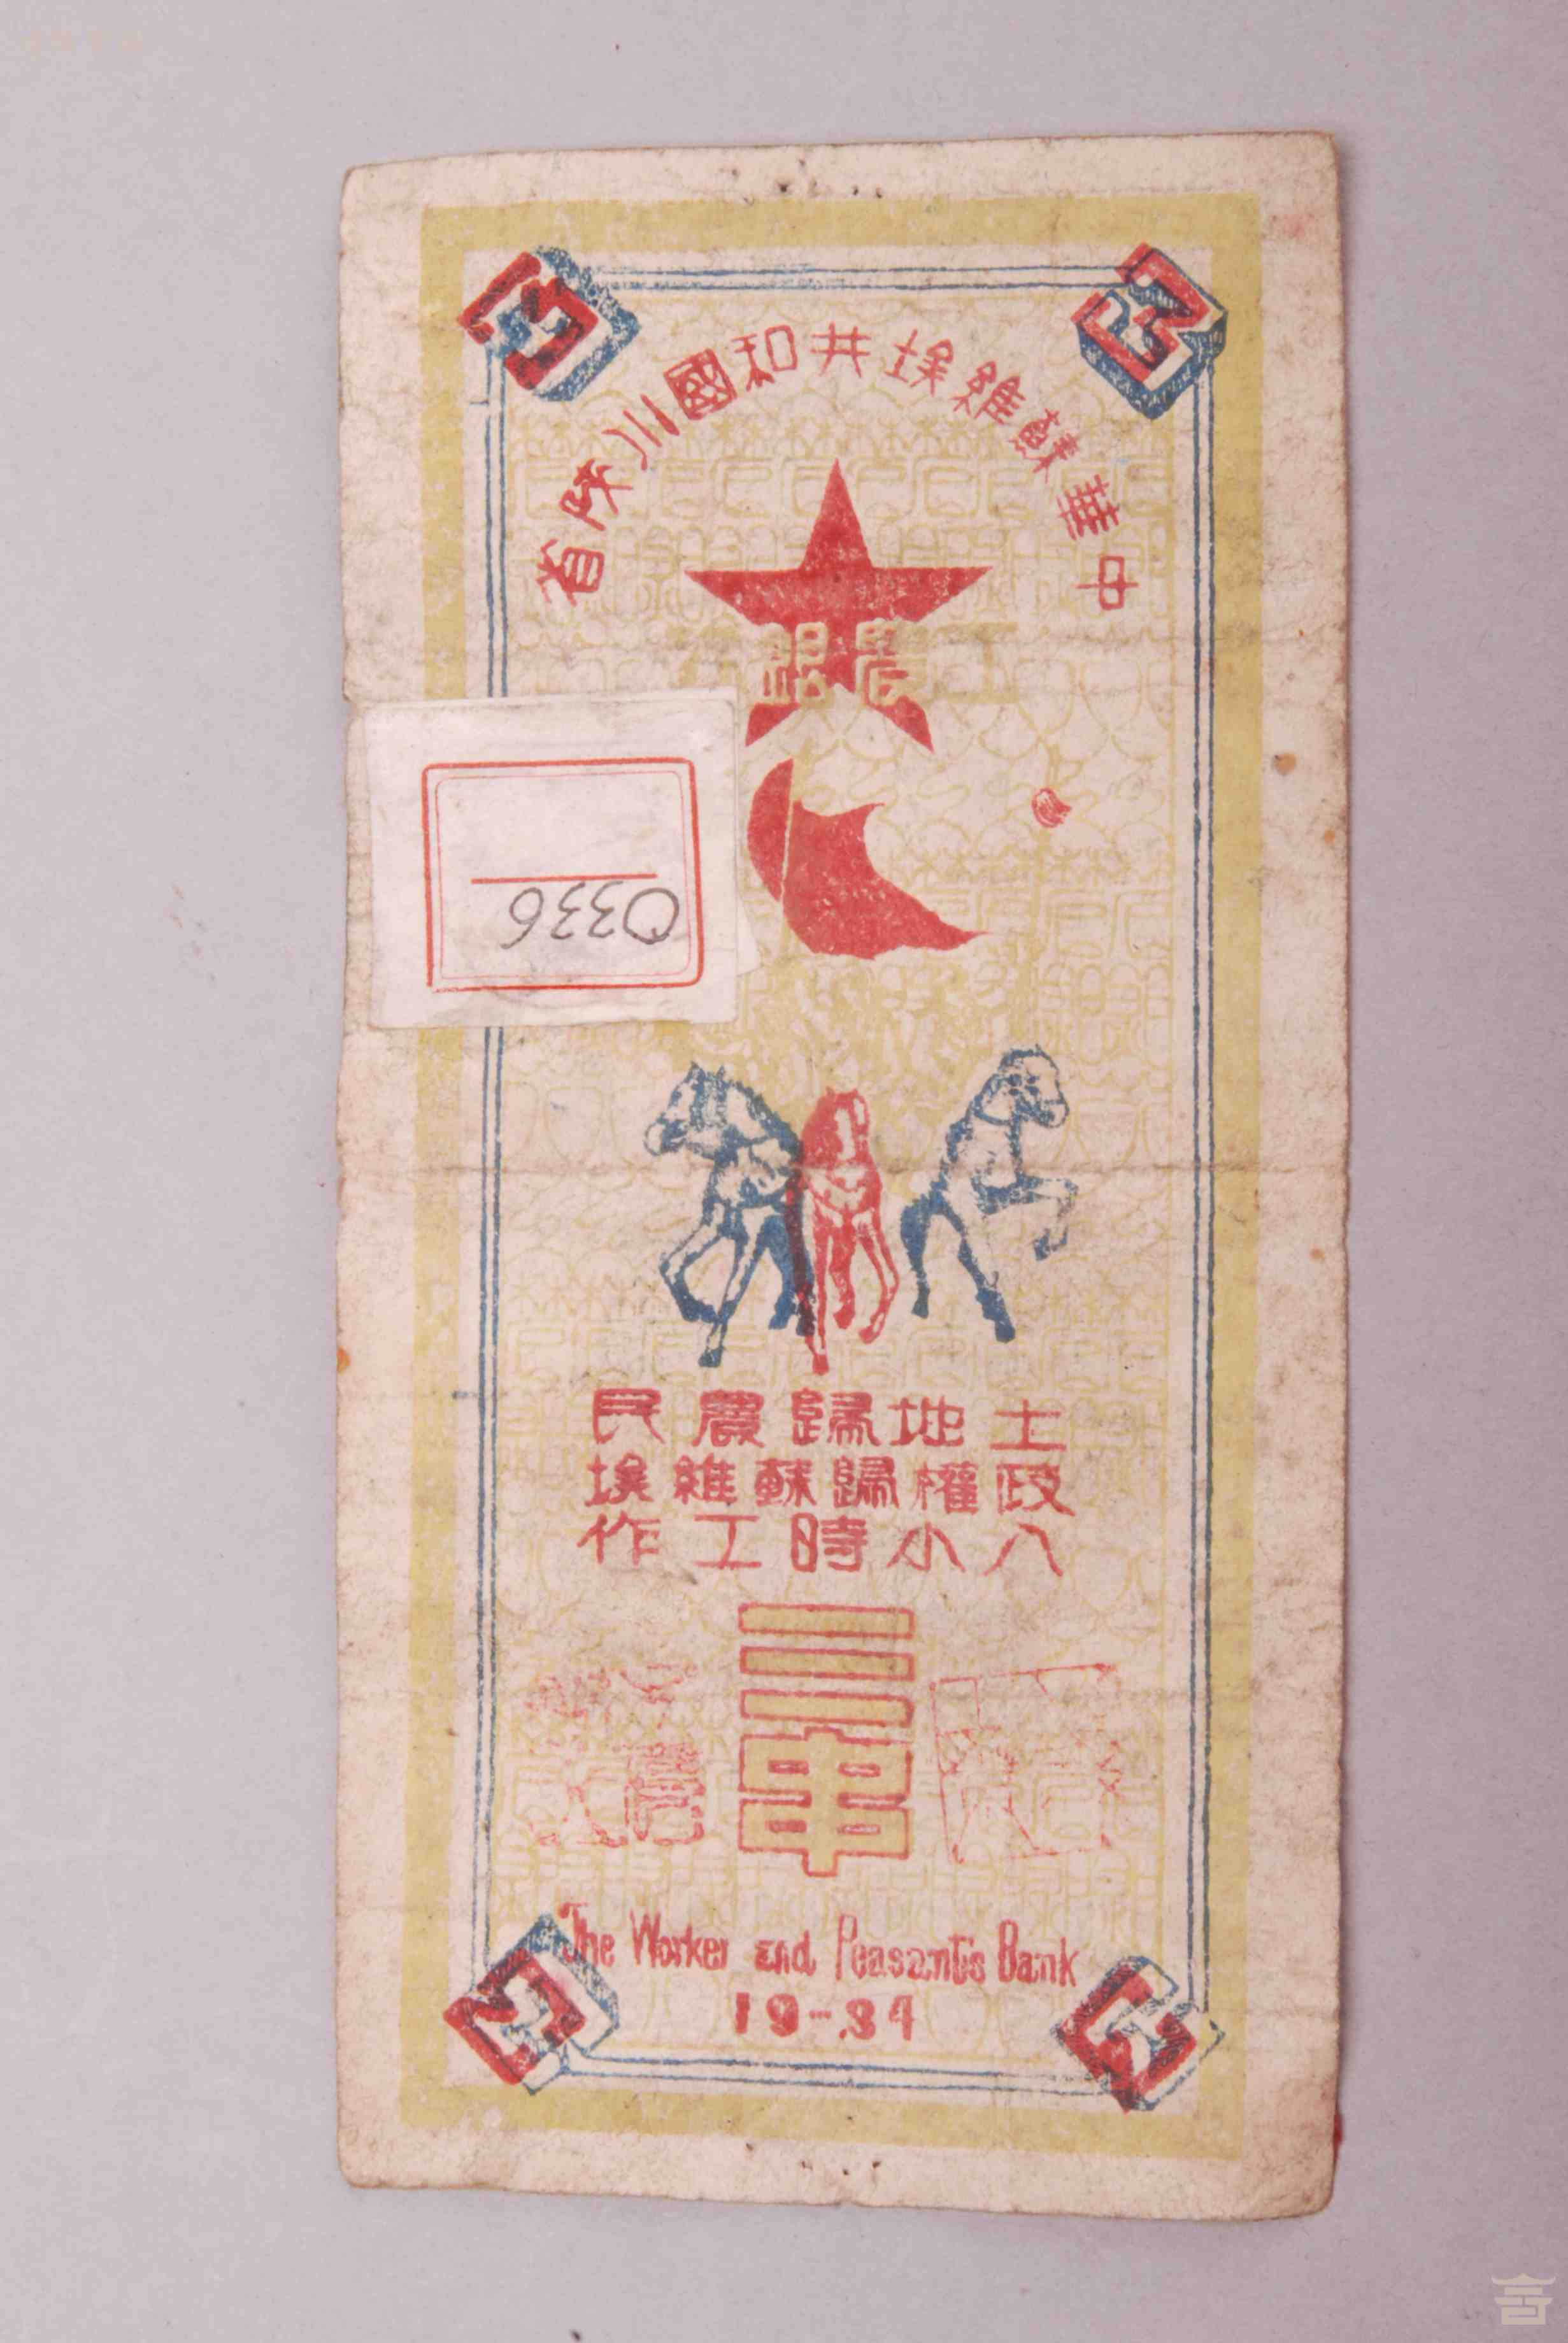 中華蘇維埃共和國川陝省
工農銀行
0336
土地歸農民
政權歸蘇維埃
八小時工作
三串
The Worker and Peasant's Bank
19-34